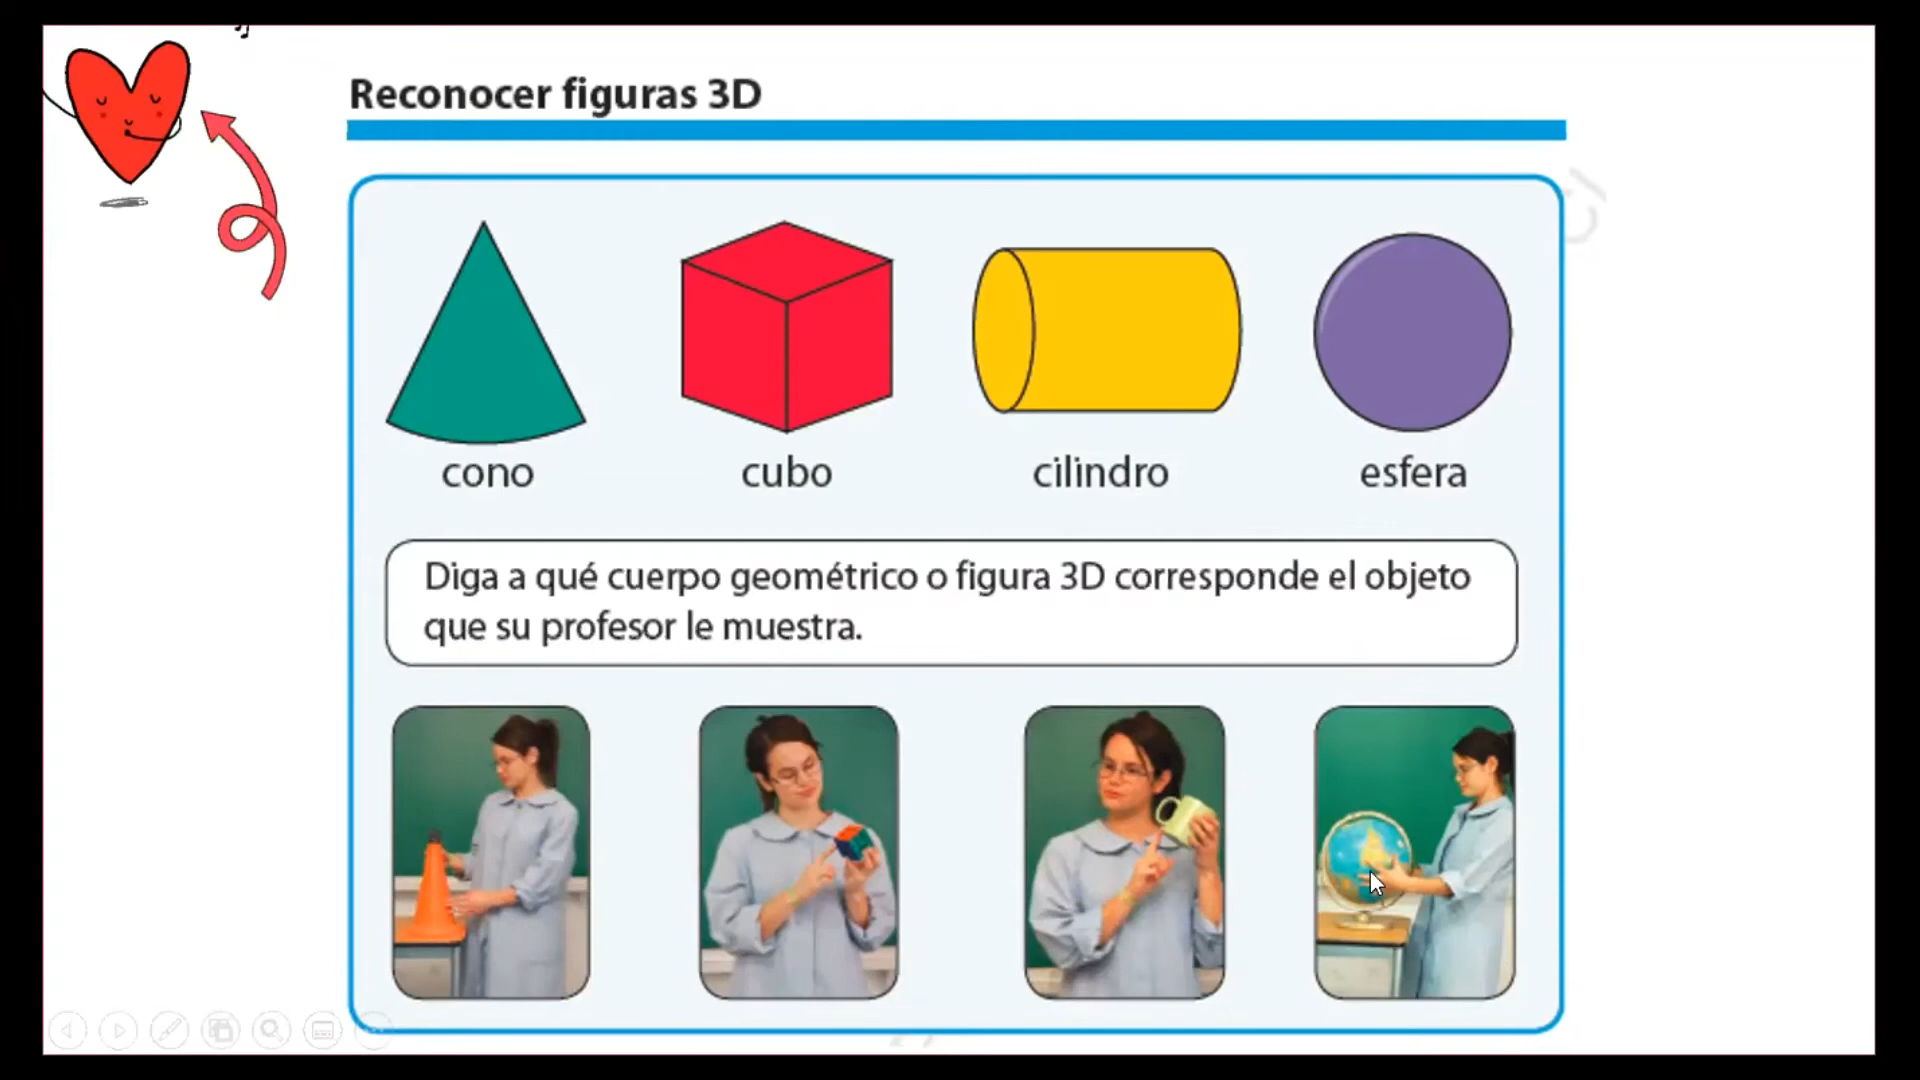 Reconocer figuras 3D
cono
cubo
cilindro
esfera
Diga a qué cuerpo geométrico o figura 3D corresponde el objeto
que su profesor le muestra.